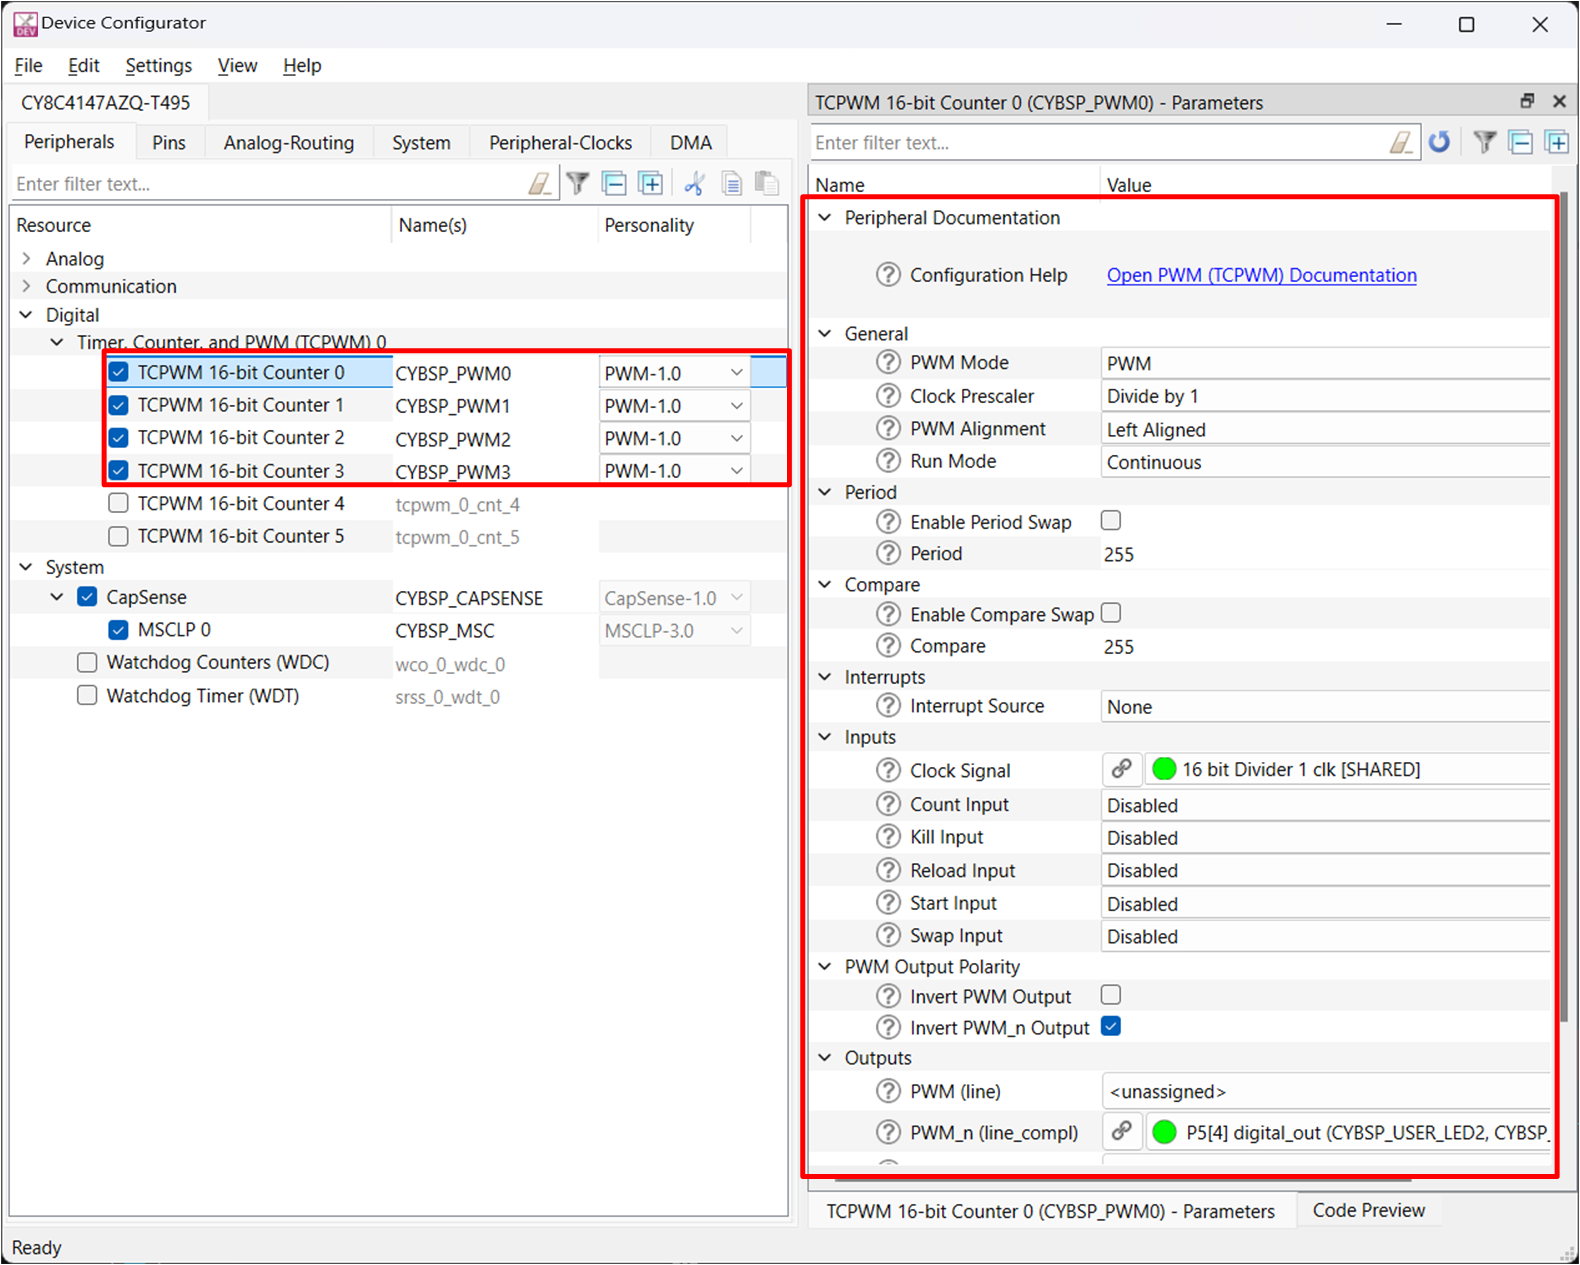 Device Configurator
File Edit Settings View Help
CY8C4147AZQ-T495
Peripherals Pins Analog-Routing System Peripheral-Clocks DMA
Enter filter text...
Resource Name(s) Personality
Analog
Communication
Digital
Timer, Counter, and PWM (TCPWM) 0
TCPWM 16-bit Counter 0 CYBSP_PWM0 PWM-1.0
TCPWM 16-bit Counter 1 CYBSP_PWM1 PWM-1.0
TCPWM 16-bit Counter 2 CYBSP_PWM2 PWM-1.0
TCPWM 16-bit Counter 3 CYBSP_PWM3 PWM-1.0
TCPWM 16-bit Counter 4 tcpwm_0_cnt_4
TCPWM 16-bit Counter 5 tcpwm_0_cnt_5
System
CapSense CYBSP_CAPSENSE CapSense-1.0
MSCLP 0 CYBSP_MSC MSCLP-3.0
Watchdog Counters (WDC) wco_0_wdc_0
Watchdog Timer (WDT) srss_0_wdt_0
TCPWM 16-bit Counter 0 (CYBSP_PWM0) - Parameters
Enter filter text...
Name Value
Peripheral Documentation
Configuration Help Open PWM (TCPWM) Documentation
General
PWM Mode PWM
Clock Prescaler Divide by 1
PWM Alignment Left Aligned
Run Mode Continuous
Period
Enable Period Swap
Period 255
Compare
Enable Compare Swap
Compare 255
Interrupts
Interrupt Source None
Inputs
Clock Signal 16 bit Divider 1 clk [SHARED]
Count Input Disabled
Kill Input Disabled
Reload Input Disabled
Start Input Disabled
Swap Input Disabled
PWM Output Polarity
Invert PWM Output
Invert PWM_n Output
Outputs
PWM (line) <unassigned>
PWM_n (line_compl) P5[4] digital_out (CYBSP_USER_LED2, CYBSP_
TCPWM 16-bit Counter 0 (CYBSP_PWM0) - Parameters Code Preview
Ready